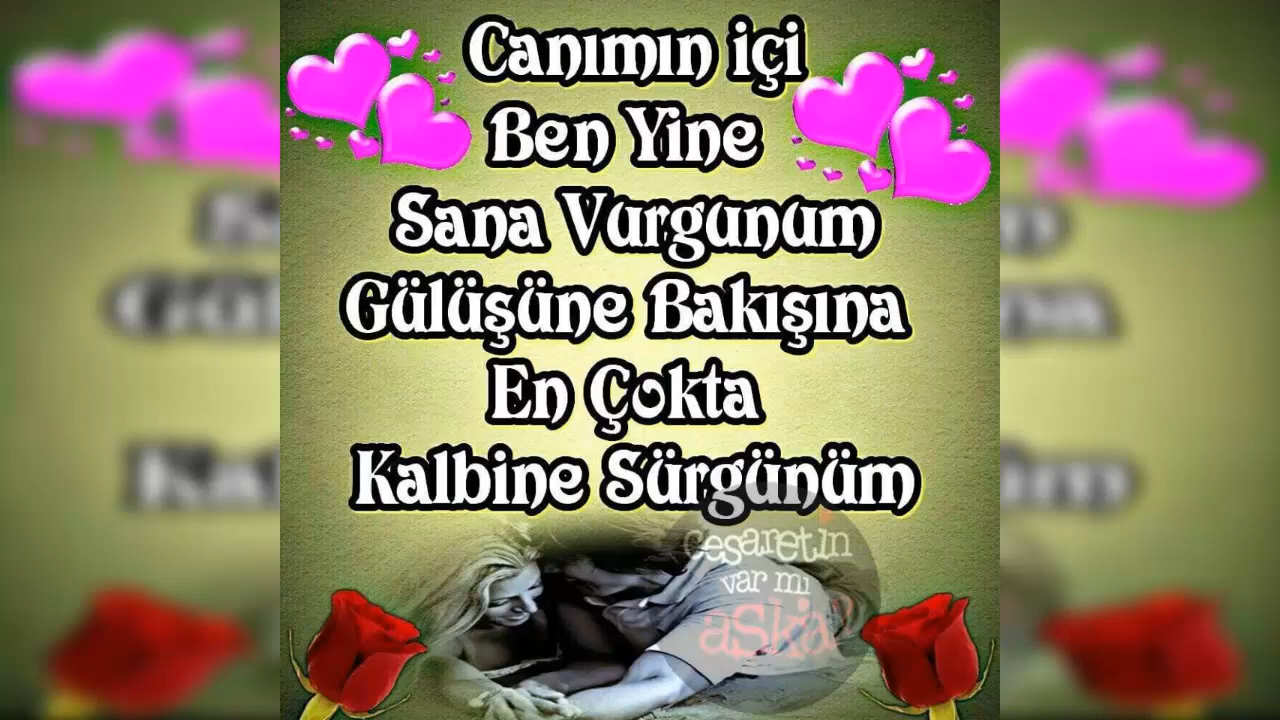 Canımın içi
Ben Yine
Sana Vurgunum
Gülüşüne Bakışına
En Çokta
Kalbine Sürgünüm
cesaretin
var mı
aşka?